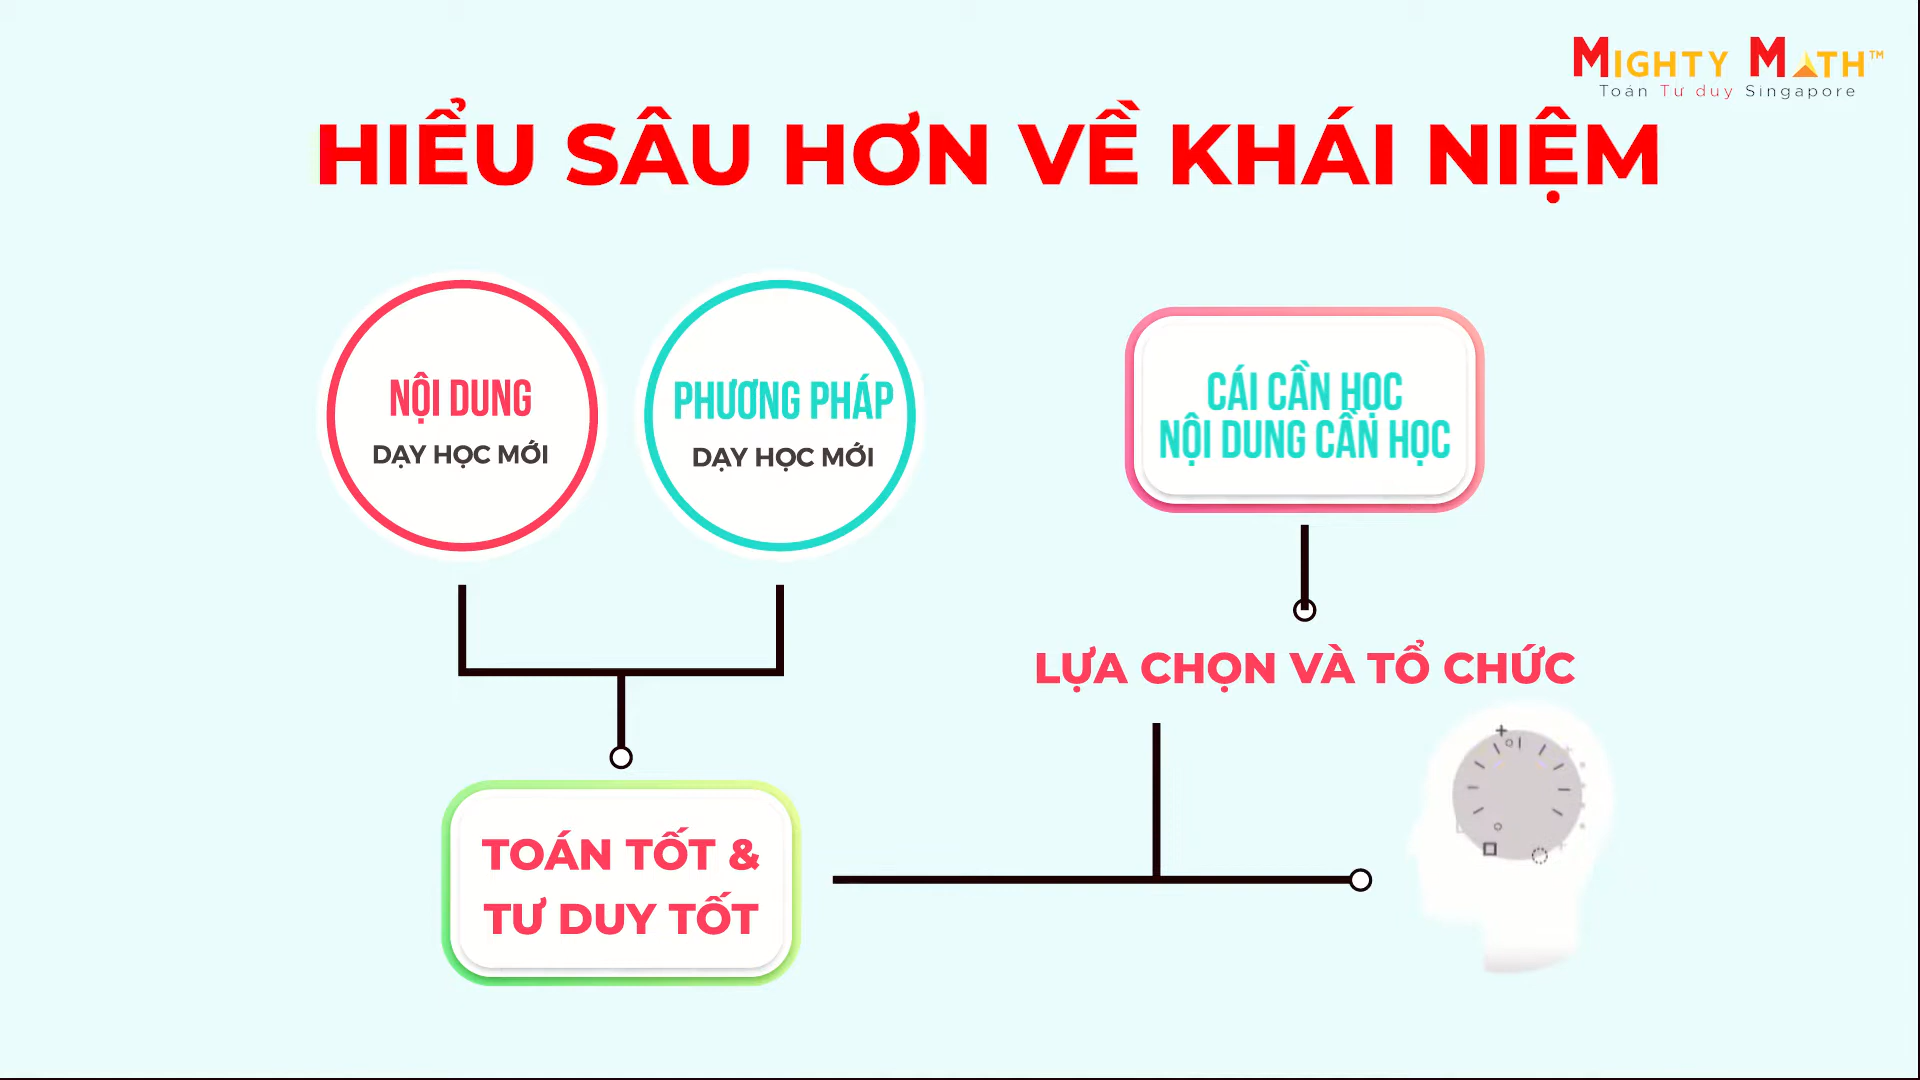 MIGHTY MATH™
Toán Tư duy Singapore
HIỂU SÂU HƠN VỀ KHÁI NIỆM
NỘI DUNG
DẠY HỌC MỚI
PHƯƠNG PHÁP
DẠY HỌC MỚI
CÁI CẦN HỌC
NỘI DUNG CẦN HỌC
LỰA CHỌN VÀ TỔ CHỨC
TOÁN TỐT &
TƯ DUY TỐT